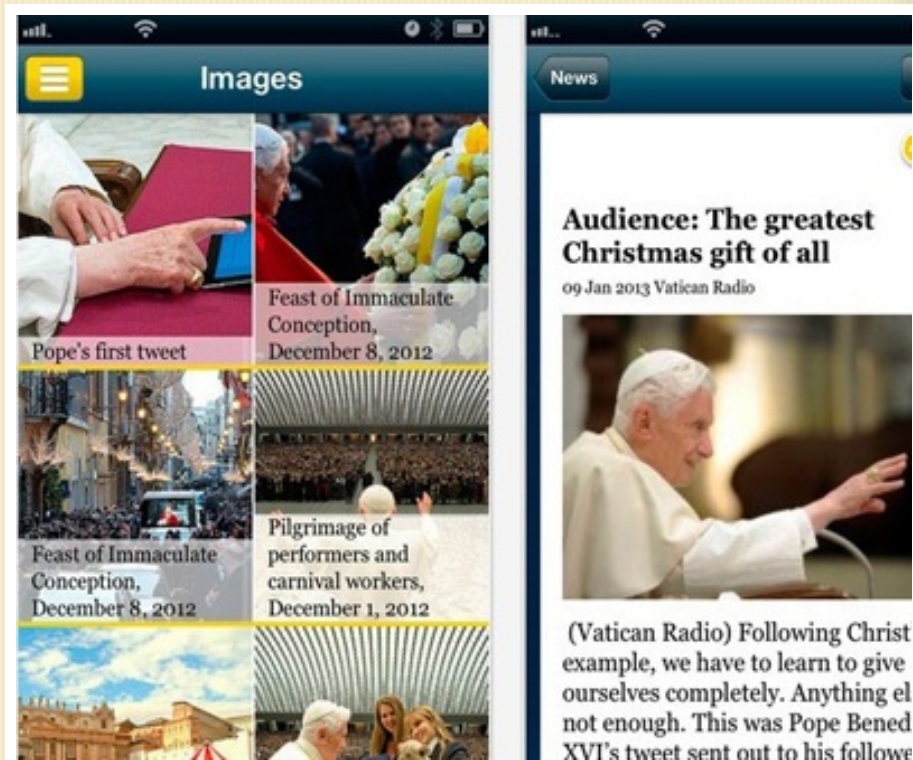 Images
Pope's first tweet
Feast of Immaculate
Conception,
December 8, 2012
Feast of Immaculate
Conception,
December 8, 2012
Pilgrimage of
performers and
carnival workers,
December 1, 2012
News
Audience: The greatest
Christmas gift of all
09 Jan 2013 Vatican Radio
(Vatican Radio) Following Christ
example, we have to learn to give
ourselves completely. Anything el
not enough. This was Pope Bened
XVI's tweet sent out to his followe